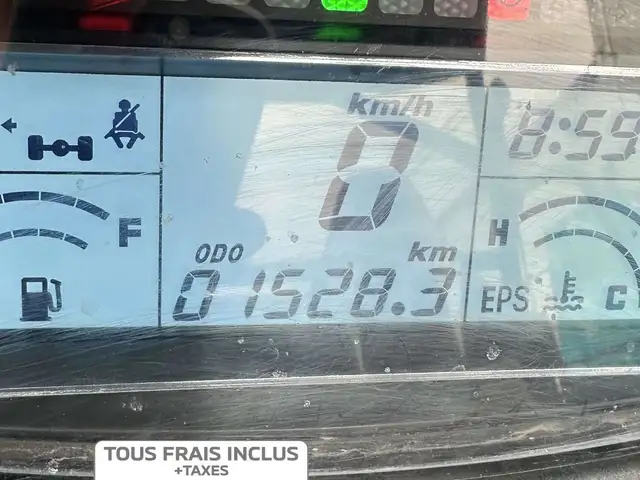 km/h
0
8:59
F
H
ODO
km
01528.3
EPS
C
TOUS FRAIS INCLUS
+TAXES